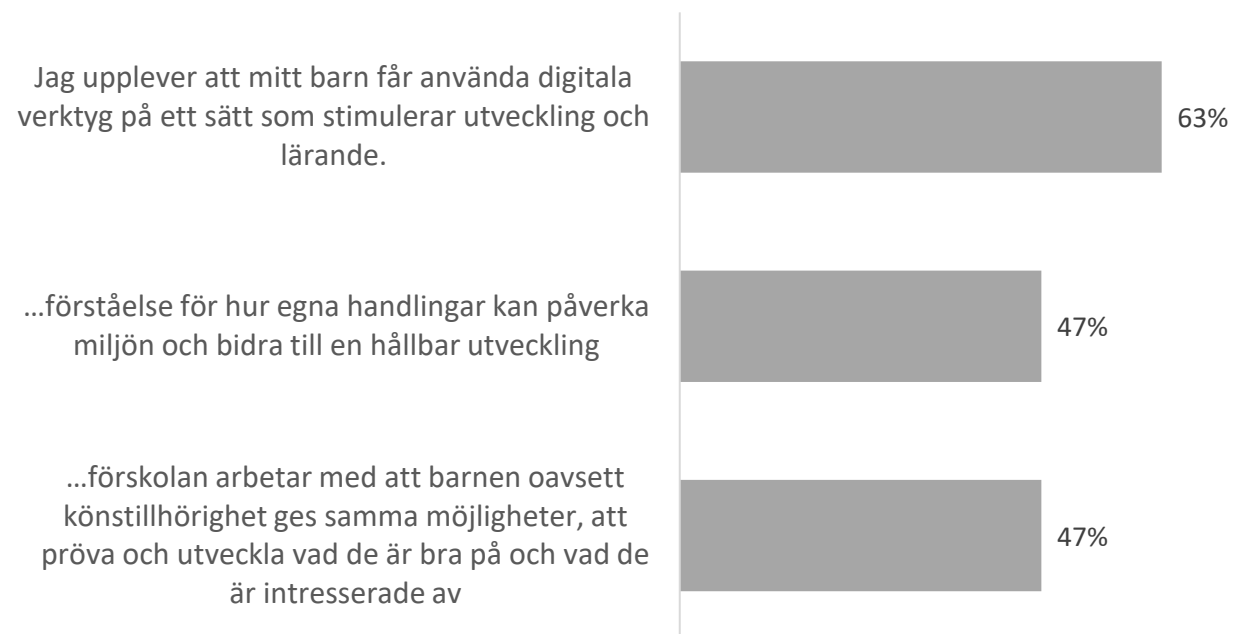 Jag upplever att mitt barn får använda digitala
verktyg på ett sätt som stimulerar utveckling och
lärande.
63%
...förståelse för hur egna handlingar kan påverka
miljön och bidra till en hållbar utveckling
47%
...förskolan arbetar med att barnen oavsett
könstillhörighet ges samma möjligheter, att
pröva och utveckla vad de är bra på och vad de
är intresserade av
47%